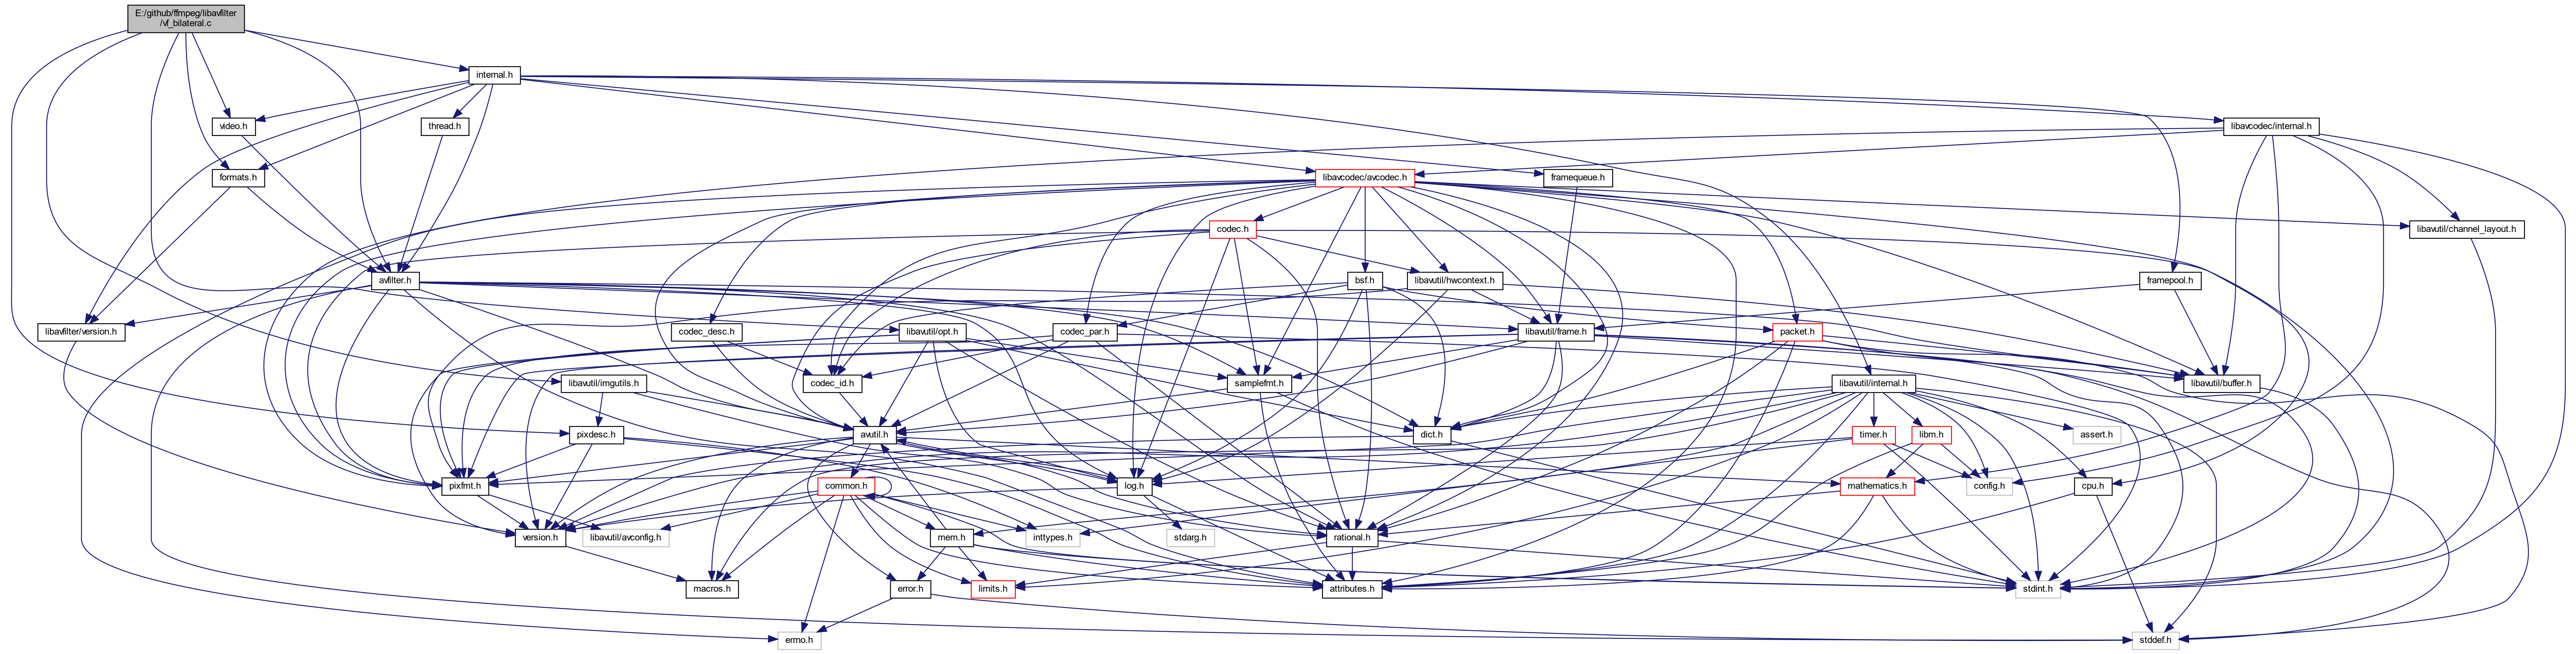 E:/github/ffmpeg/libavfilter
/vf_bilateral.c
internal.h
video.h
thread.h
libavcodec/internal.h
formats.h
libavcodec/avcodec.h
framequeue.h
codec.h
libavutil/channel_layout.h
avfilter.h
bsf.h
libavutil/hwcontext.h
framepool.h
libavfilter/version.h
codec_desc.h
libavutil/opt.h
codec_par.h
libavutil/frame.h
packet.h
libavutil/imgutils.h
codec_id.h
samplefmt.h
libavutil/internal.h
libavutil/buffer.h
pixdesc.h
avutil.h
dict.h
timer.h
libm.h
assert.h
pixfmt.h
common.h
log.h
mathematics.h
config.h
cpu.h
version.h
libavutil/avconfig.h
mem.h
inttypes.h
stdarg.h
rational.h
macros.h
error.h
limits.h
attributes.h
stdint.h
errno.h
stddef.h